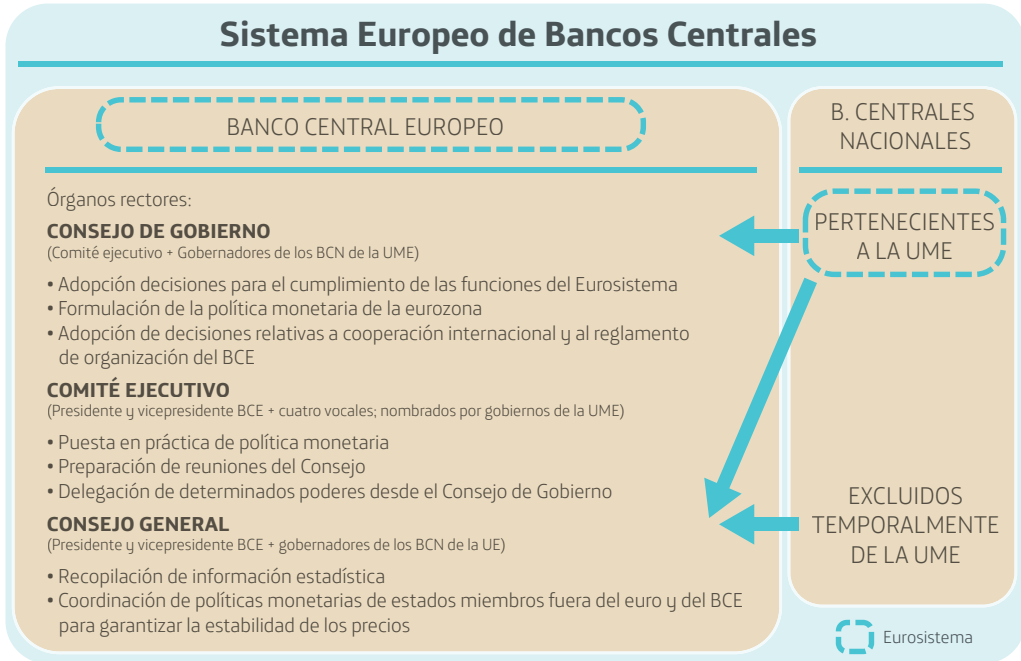 Sistema Europeo de Bancos Centrales
BANCO CENTRAL EUROPEO
Órganos rectores:
CONSEJO DE GOBIERNO
(Comité ejecutivo + Gobernadores de los BCN de la UME)
• Adopción decisiones para el cumplimiento de las funciones del Eurosistema
• Formulación de la política monetaria de la eurozona
• Adopción de decisiones relativas a cooperación internacional y al reglamento
de organización del BCE
COMITÉ EJECUTIVO
(Presidente y vicepresidente BCE + cuatro vocales; nombrados por gobiernos de la UME)
• Puesta en práctica de política monetaria
• Preparación de reuniones del Consejo
• Delegación de determinados poderes desde el Consejo de Gobierno
CONSEJO GENERAL
(Presidente y vicepresidente BCE + gobernadores de los BCN de la UE)
• Recopilación de información estadística
• Coordinación de políticas monetarias de estados miembros fuera del euro y del BCE
para garantizar la estabilidad de los precios
B. CENTRALES
NACIONALES
PERTENECIENTES
A LA UME
EXCLUIDOS
TEMPORALMENTE
DE LA UME
Eurosistema